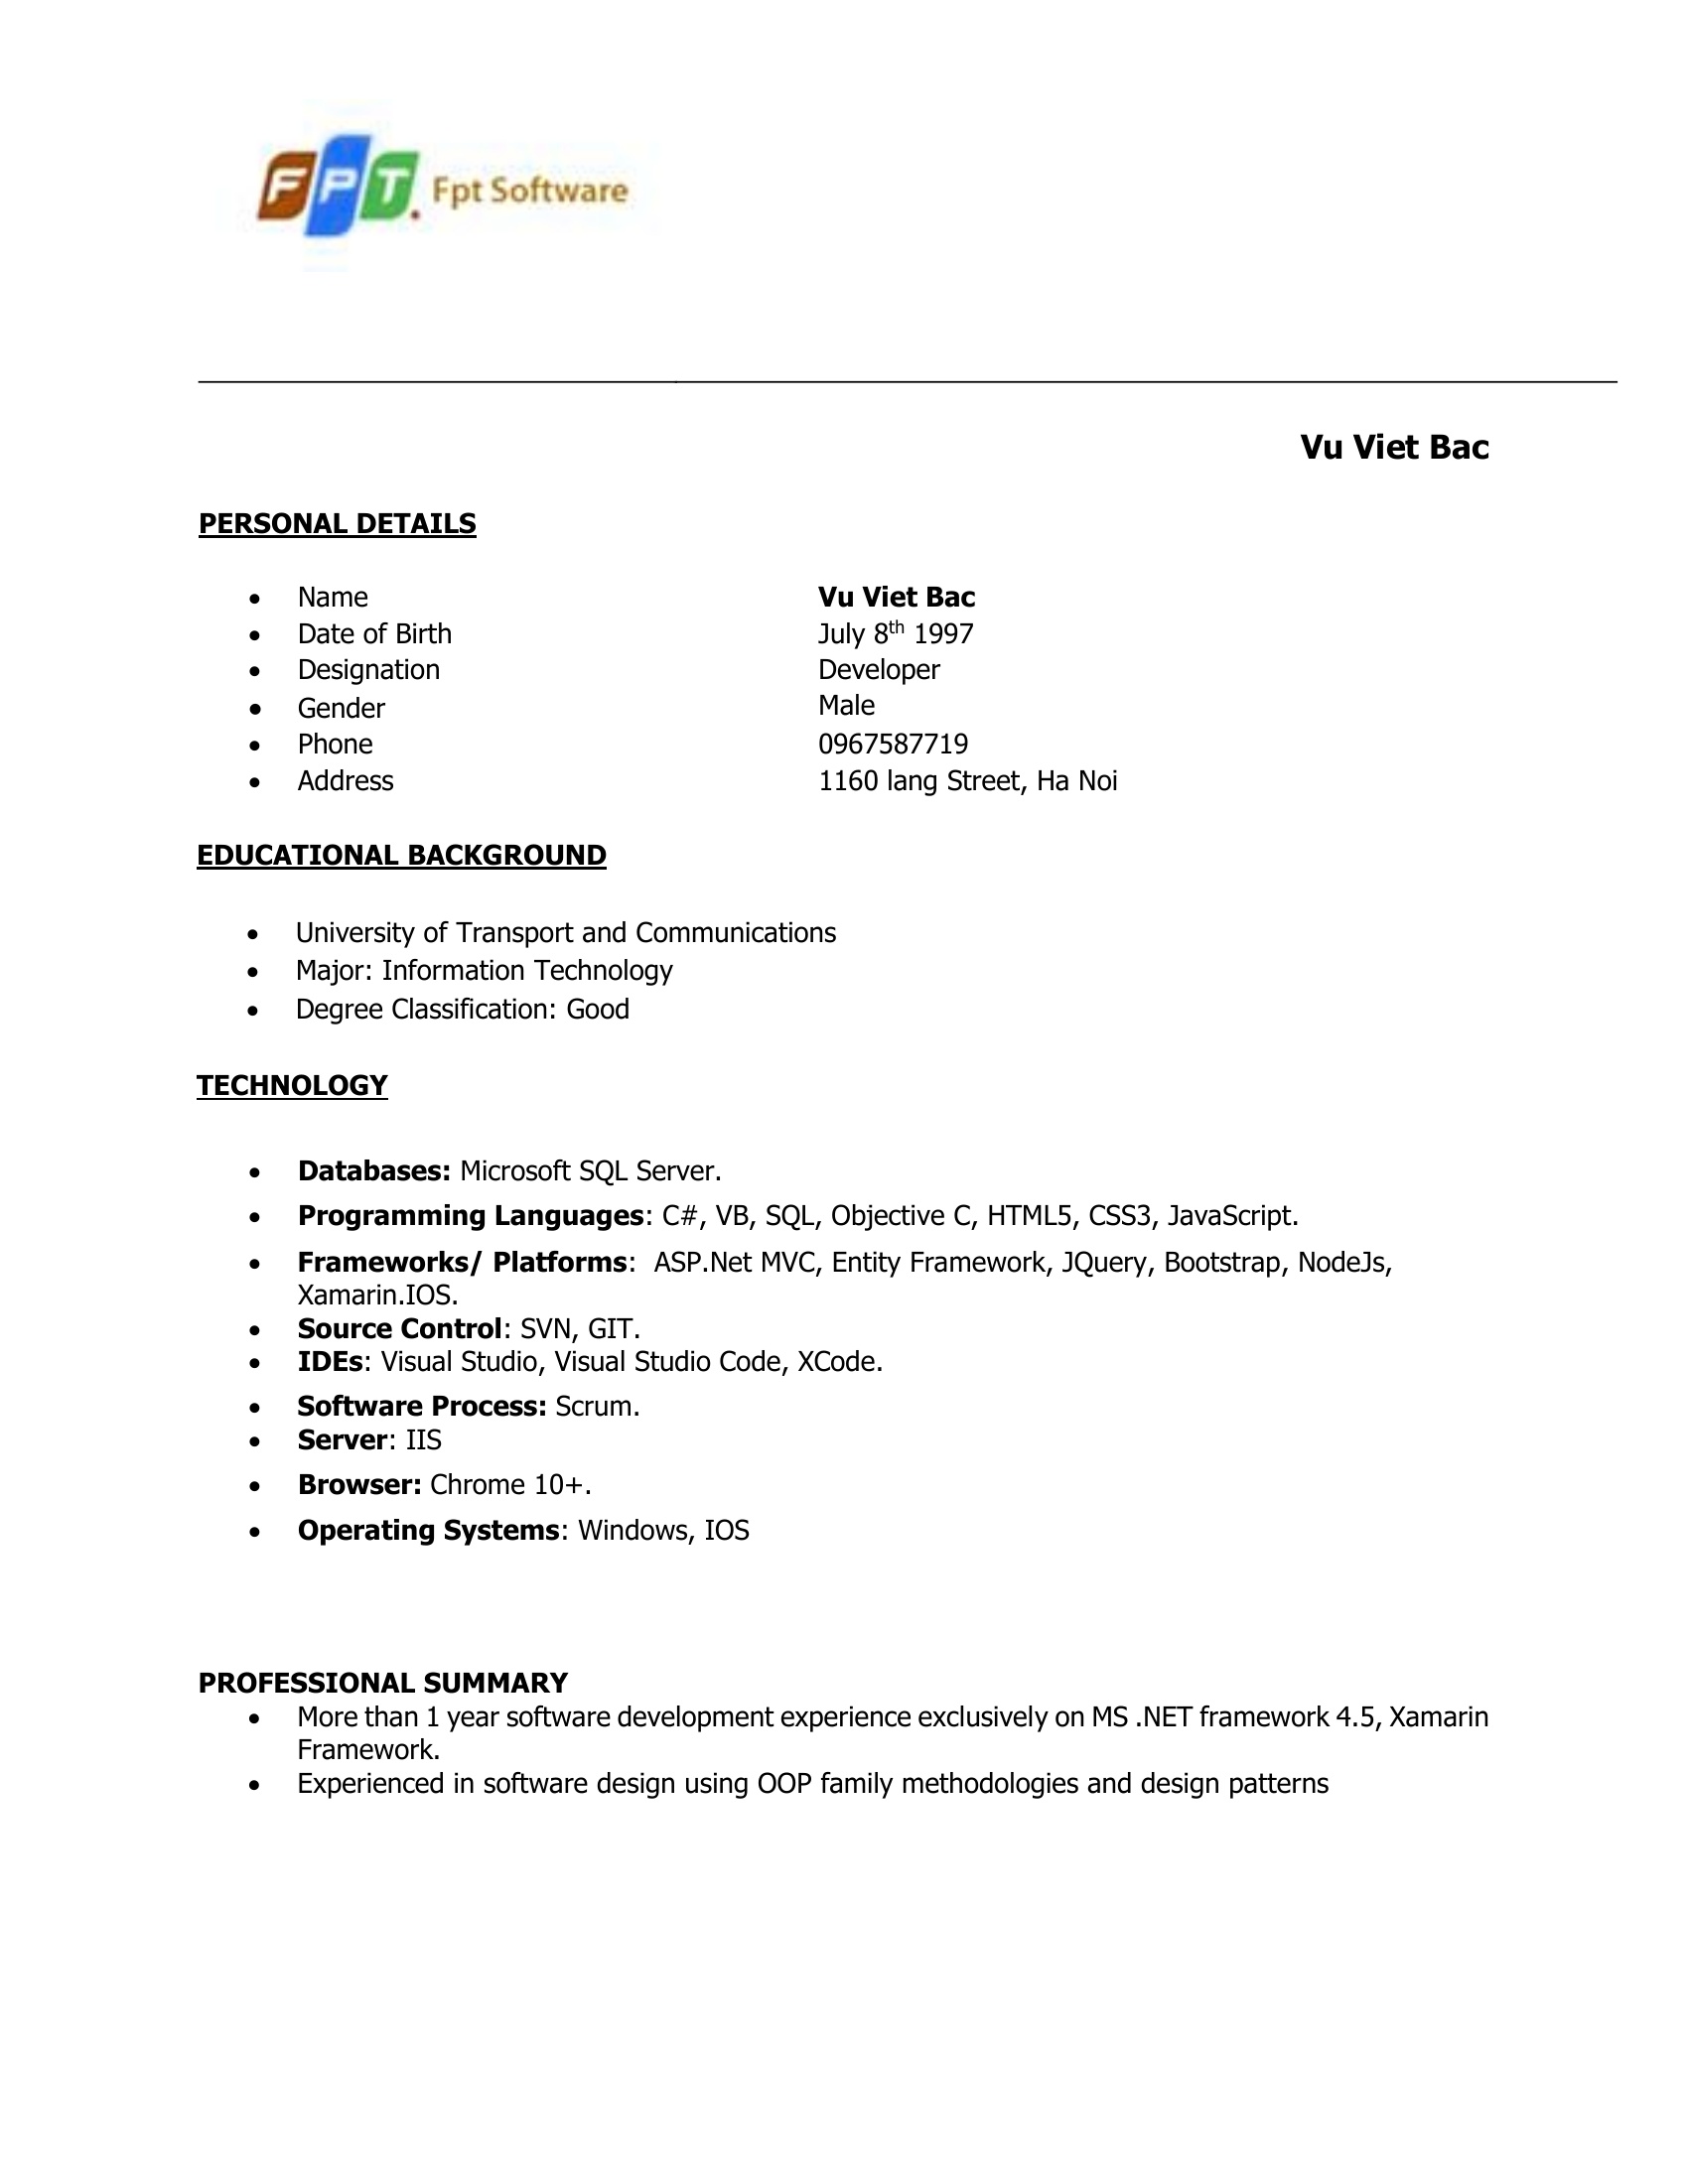 FPT. Fpt Software
Vu Viet Bac
PERSONAL DETAILS
• Name Vu Viet Bac
• Date of Birth July 8th 1997
• Designation Developer
• Gender Male
• Phone 0967587719
• Address 1160 lang Street, Ha Noi
EDUCATIONAL BACKGROUND
• University of Transport and Communications
• Major: Information Technology
• Degree Classification: Good
TECHNOLOGY
• Databases: Microsoft SQL Server.
• Programming Languages: C#, VB, SQL, Objective C, HTML5, CSS3, JavaScript.
• Frameworks/ Platforms: ASP.Net MVC, Entity Framework, JQuery, Bootstrap, NodeJs,
Xamarin.IOS.
• Source Control: SVN, GIT.
• IDEs: Visual Studio, Visual Studio Code, XCode.
• Software Process: Scrum.
• Server: IIS
• Browser: Chrome 10+.
• Operating Systems: Windows, IOS
PROFESSIONAL SUMMARY
• More than 1 year software development experience exclusively on MS .NET framework 4.5, Xamarin
Framework.
• Experienced in software design using OOP family methodologies and design patterns